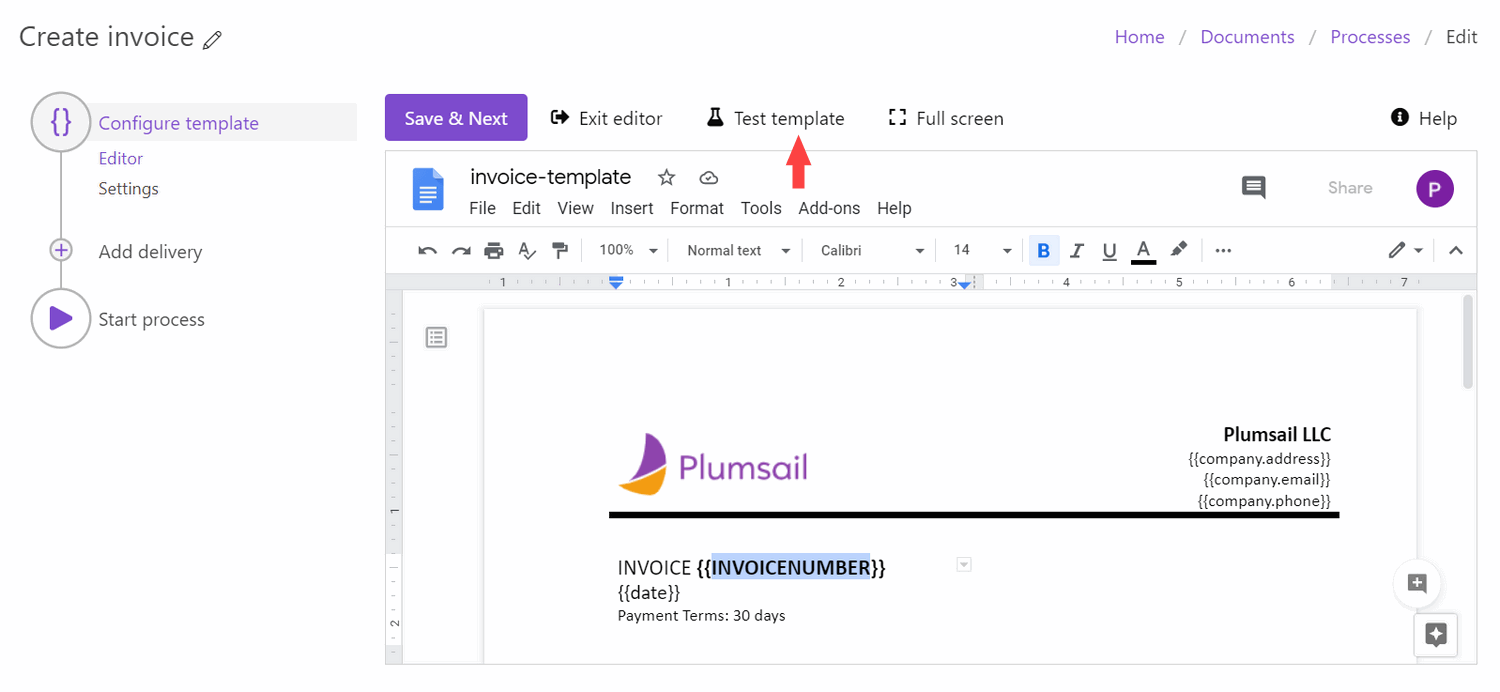 Create invoice
Home / Documents / Processes / Edit
{} Configure template
Editor
Settings
Add delivery
Start process
Save & Next Exit editor Test template Full screen Help
invoice-template
Share P
File Edit View Insert Format Tools Add-ons Help
100% Normal text Calibri 14 B I U A
1 1 2 3 4 5 6 7
Plumsail
Plumsail LLC
{{company.address}}
{{company.email}}
{{company.phone}}
1
INVOICE {{INVOICENUMBER}}
{{date}}
Payment Terms: 30 days
2